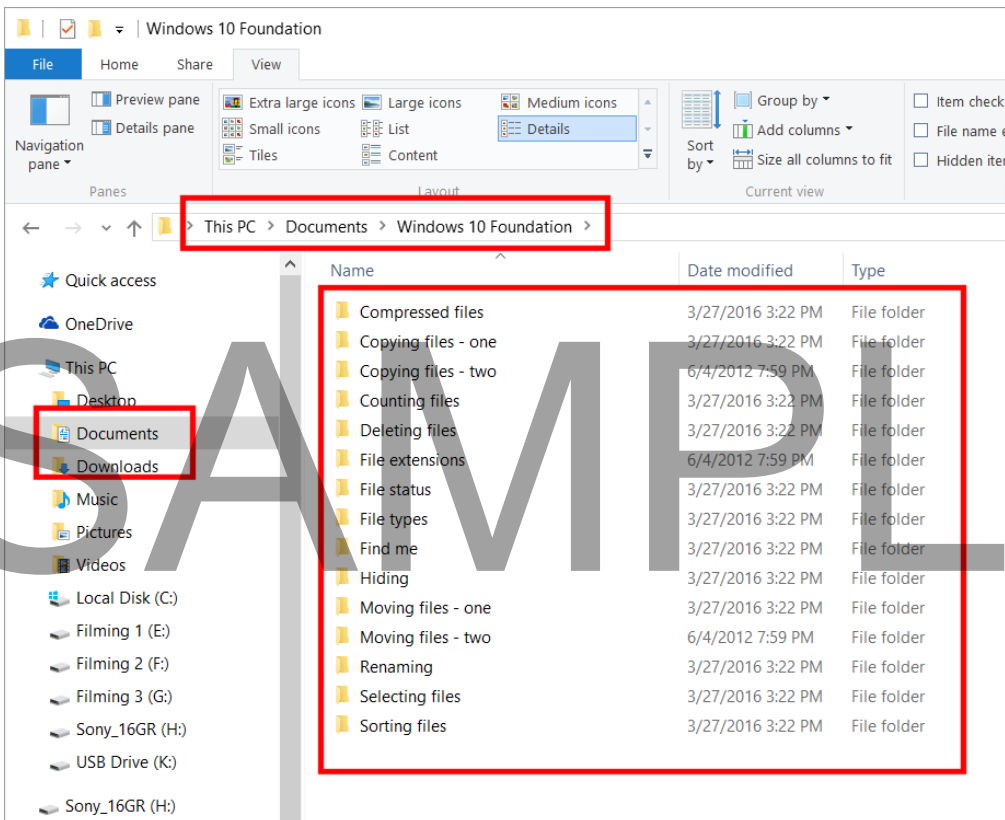 Windows 10 Foundation
File Home Share View
Navigation pane
Preview pane
Details pane
Panes
Extra large icons Large icons Medium icons
Small icons List Details
Tiles Content
Layout
Sort by
Group by
Add columns
Size all columns to fit
Current view
Item check
File name e
Hidden iter
> This PC > Documents > Windows 10 Foundation >
Quick access
OneDrive
This PC
Desktop
Documents
Downloads
Music
Pictures
Videos
Local Disk (C:)
Filming 1 (E:)
Filming 2 (F:)
Filming 3 (G:)
Sony_16GR (H:)
USB Drive (K:)
Sony_16GR (H:)
Name Date modified Type
Compressed files 3/27/2016 3:22 PM File folder
Copying files - one 3/27/2016 3:22 PM File folder
Copying files - two 6/4/2012 7:59 PM File folder
Counting files 3/27/2016 3:22 PM File folder
Deleting files 3/27/2016 3:22 PM File folder
File extensions 6/4/2012 7:59 PM File folder
File status 3/27/2016 3:22 PM File folder
File types 3/27/2016 3:22 PM File folder
Find me 3/27/2016 3:22 PM File folder
Hiding 3/27/2016 3:22 PM File folder
Moving files - one 3/27/2016 3:22 PM File folder
Moving files - two 6/4/2012 7:59 PM File folder
Renaming 3/27/2016 3:22 PM File folder
Selecting files 3/27/2016 3:22 PM File folder
Sorting files 3/27/2016 3:22 PM File folder
SAMPL